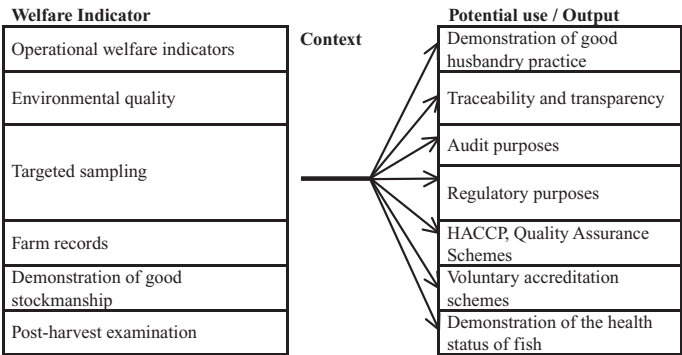 Welfare Indicator
Operational welfare indicators
Environmental quality
Targeted sampling
Farm records
Demonstration of good
stockmanship
Post-harvest examination
Context
Potential use / Output
Demonstration of good
husbandry practice
Traceability and transparency
Audit purposes
Regulatory purposes
HACCP, Quality Assurance
Schemes
Voluntary accreditation
schemes
Demonstration of the health
status of fish